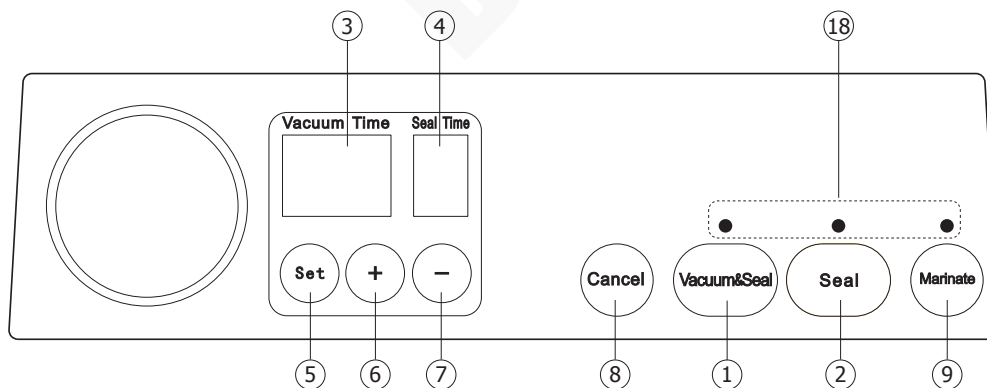 3 4 18
Vacuum Time Seal Time
Set + −
Cancel Vacuum&Seal Seal Marinate
5 6 7 8 1 2 9